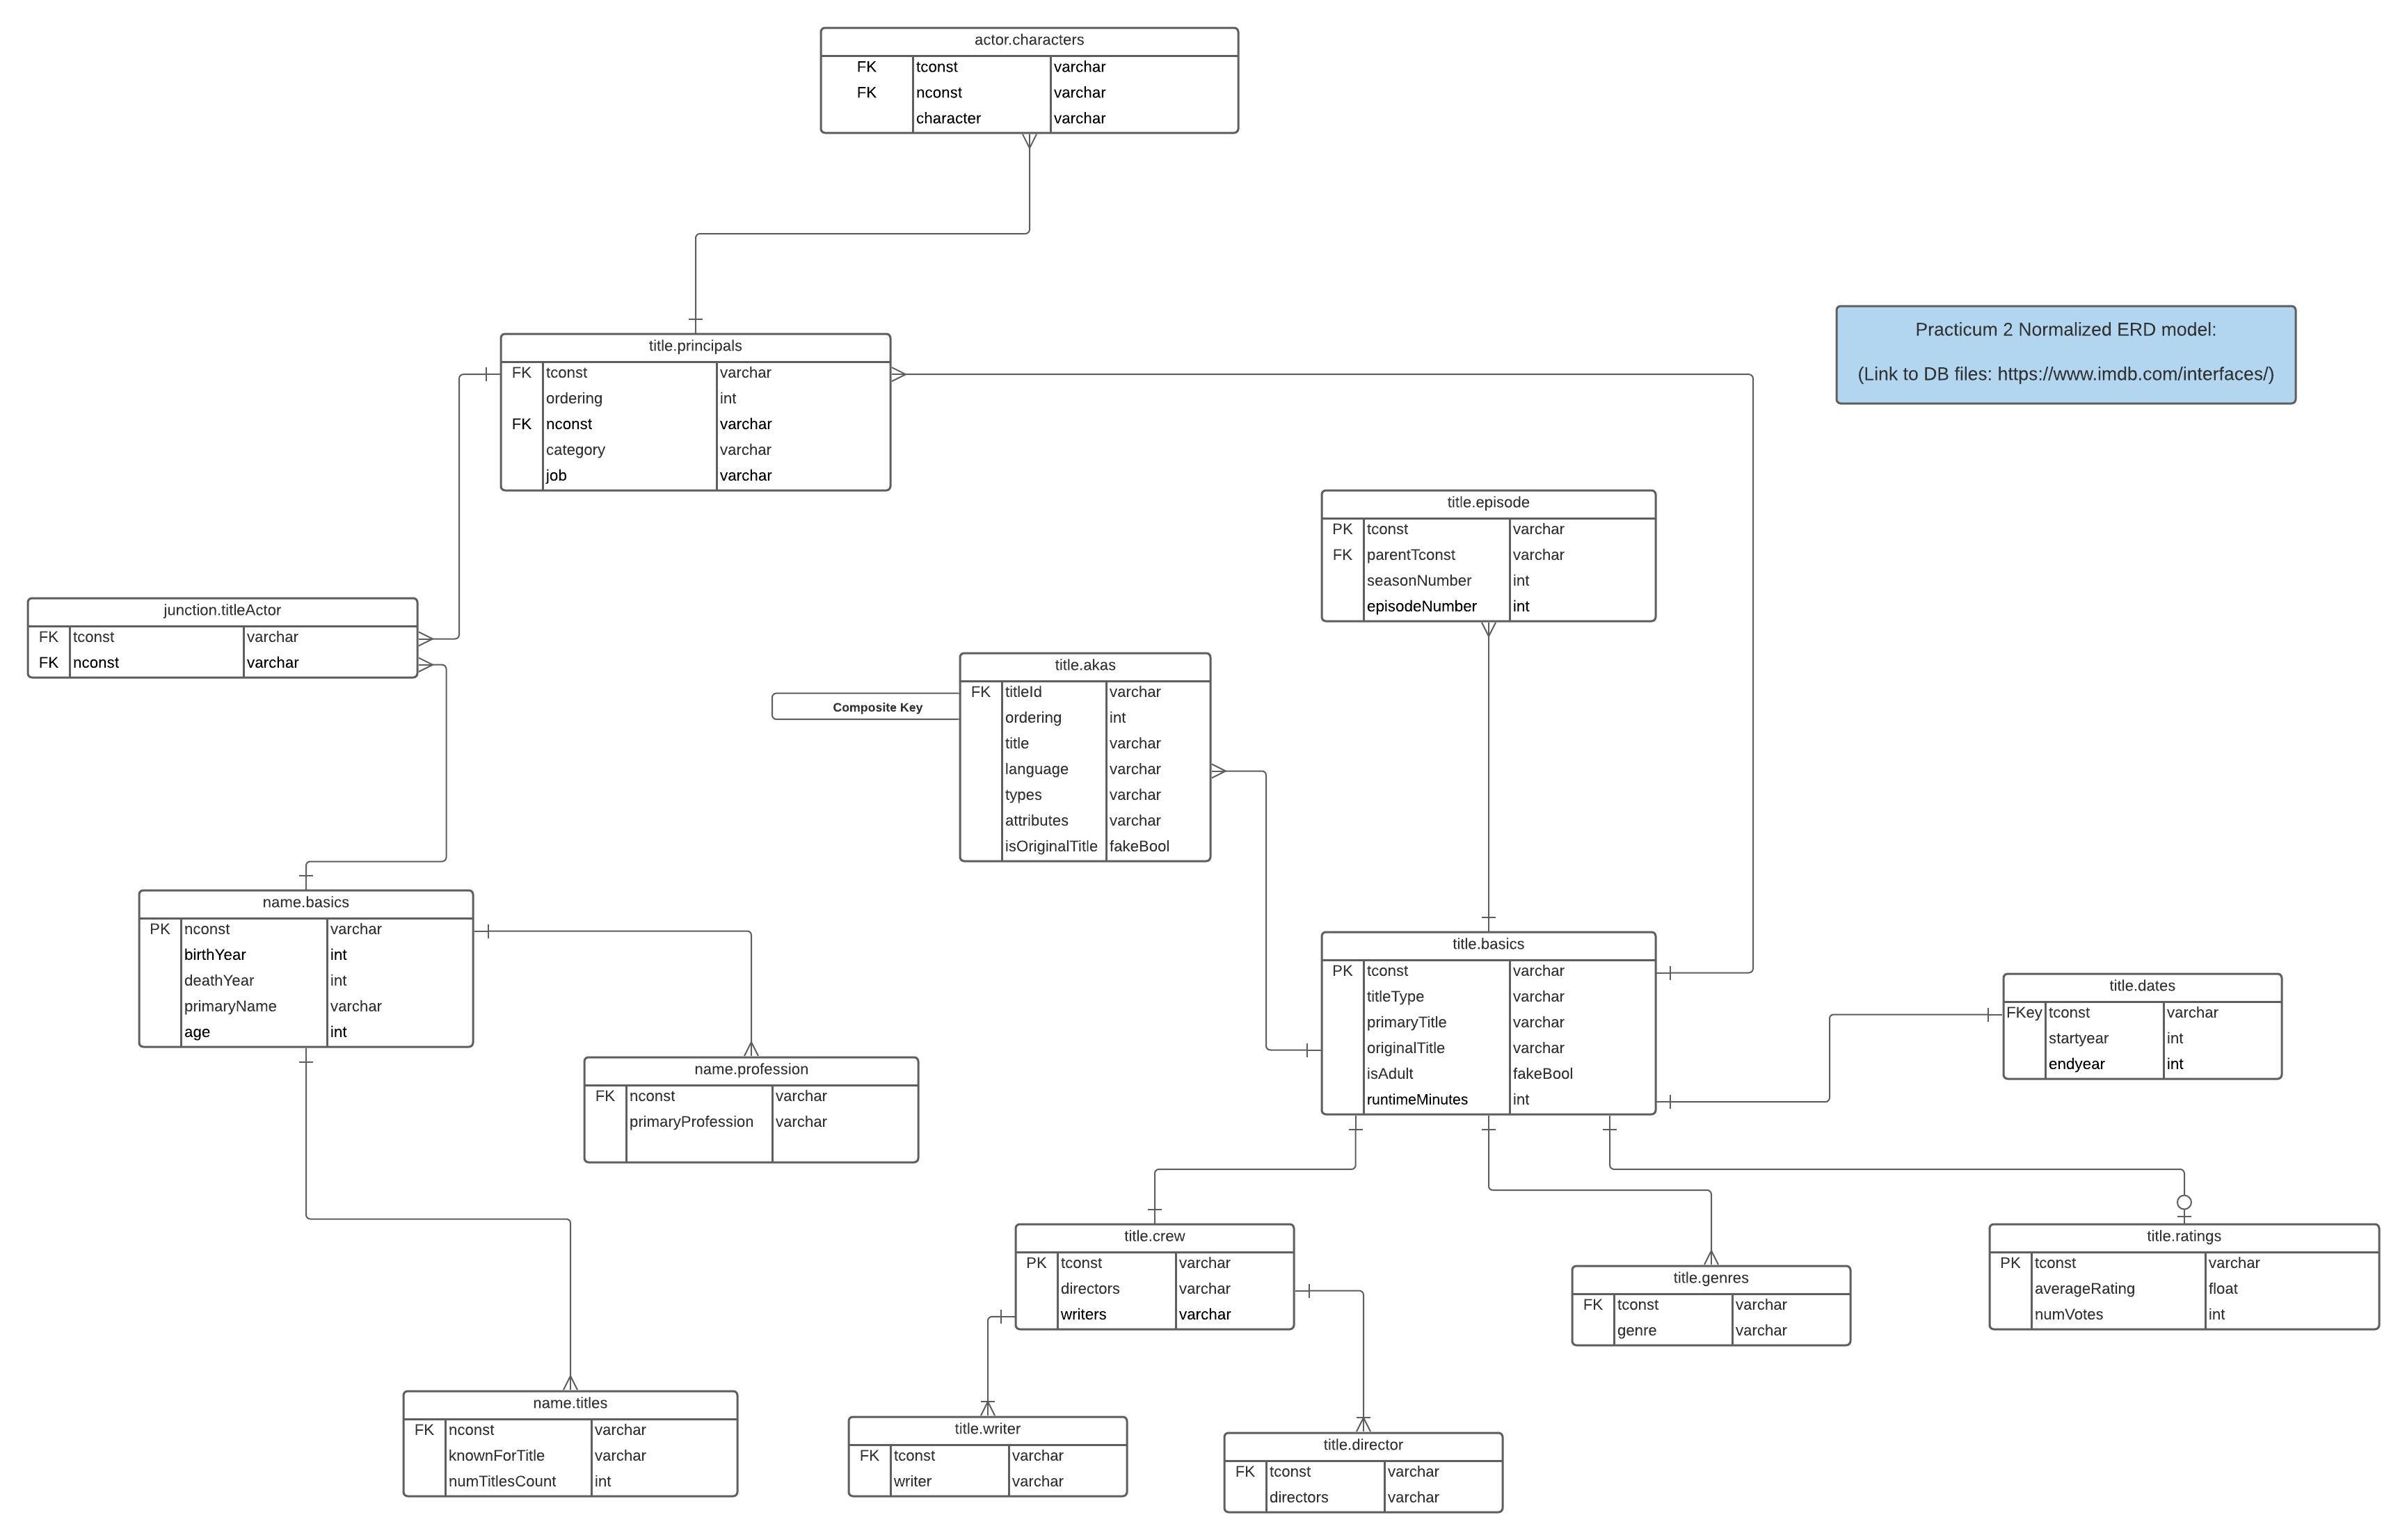 actor.characters
FK tconst varchar
FK nconst varchar
character varchar
title.principals
FK tconst varchar
ordering int
FK nconst varchar
category varchar
job varchar
Practicum 2 Normalized ERD model:
(Link to DB files: https://www.imdb.com/interfaces/)
title.episode
PK tconst varchar
FK parentTconst varchar
seasonNumber int
episodeNumber int
junction.titleActor
FK tconst varchar
FK nconst varchar
title.akas
FK titleId varchar
ordering int
title varchar
language varchar
types varchar
attributes varchar
isOriginalTitle fakeBool
Composite Key
name.basics
PK nconst varchar
birthYear int
deathYear int
primaryName varchar
age int
title.basics
PK tconst varchar
titleType varchar
primaryTitle varchar
originalTitle varchar
isAdult fakeBool
runtimeMinutes int
title.dates
FKey tconst varchar
startyear int
endyear int
name.profession
FK nconst varchar
primaryProfession varchar
title.crew
PK tconst varchar
directors varchar
writers varchar
title.genres
FK tconst varchar
genre varchar
title.ratings
PK tconst varchar
averageRating float
numVotes int
name.titles
FK nconst varchar
knownForTitle varchar
numTitlesCount int
title.writer
FK tconst varchar
writer varchar
title.director
FK tconst varchar
directors varchar